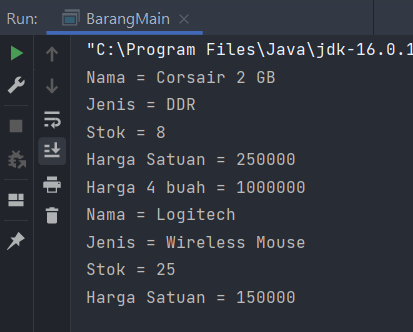 Run: BarangMain
"C:\Program Files\Java\jdk-16.0.1
Nama = Corsair 2 GB
Jenis = DDR
Stok = 8
Harga Satuan = 250000
Harga 4 buah = 1000000
Nama = Logitech
Jenis = Wireless Mouse
Stok = 25
Harga Satuan = 150000